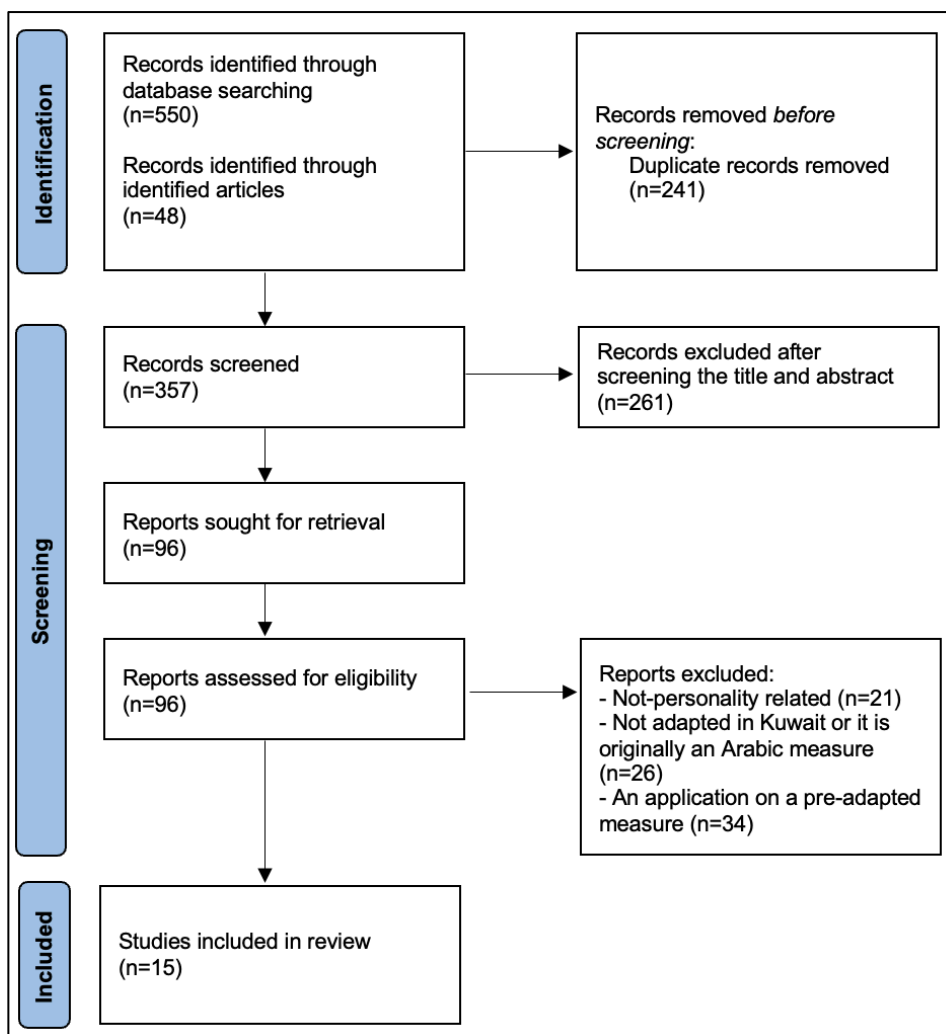 Identification
Records identified through
database searching
(n=550)
Records identified through
identified articles
(n=48)
Records removed before
screening:
Duplicate records removed
(n=241)
Screening
Records screened
(n=357)
Records excluded after
screening the title and abstract
(n=261)
Reports sought for retrieval
(n=96)
Reports assessed for eligibility
(n=96)
Reports excluded:
- Not-personality related (n=21)
- Not adapted in Kuwait or it is
originally an Arabic measure
(n=26)
- An application on a pre-adapted
measure (n=34)
Included
Studies included in review
(n=15)